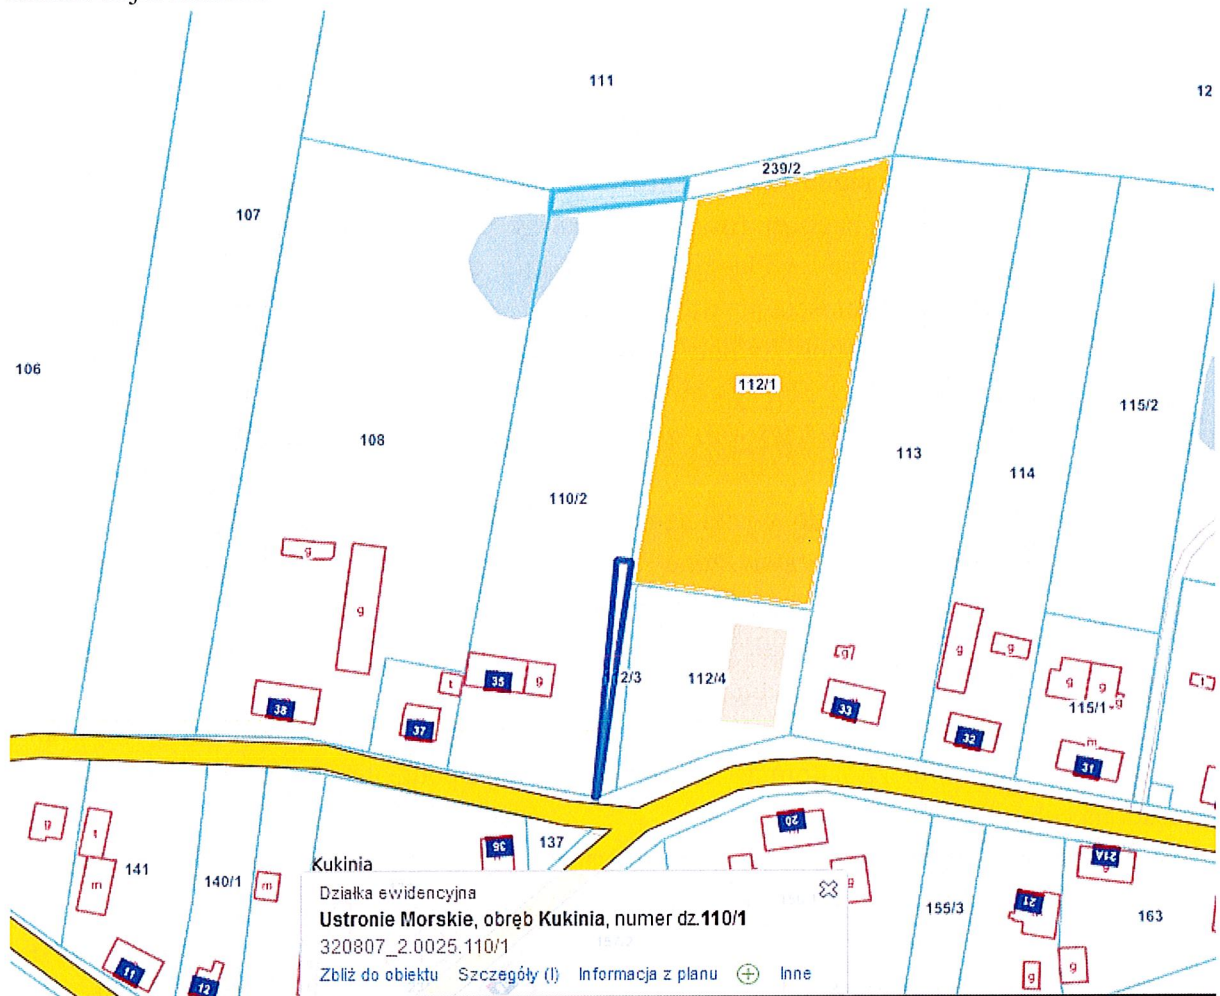 111
12
239/2
107
106
112/1
115/2
108
113
114
110/2
g
g
g
g
g
2/3
112/4
t
35
g
g
g
t
115/1
g
38
37
33
32
m
31
g
t
20
36
137
21A
g
141
140/1
m
m
Kukinia
g
Działka ewidencyjna
Ustronie Morskie, obręb Kukinia, numer dz.110/1
155/3
21
163
320807_2.0025.110/1
11
12
Zbliż do obiektu Szczegóły (I) Informacja z planu Inne
g
g